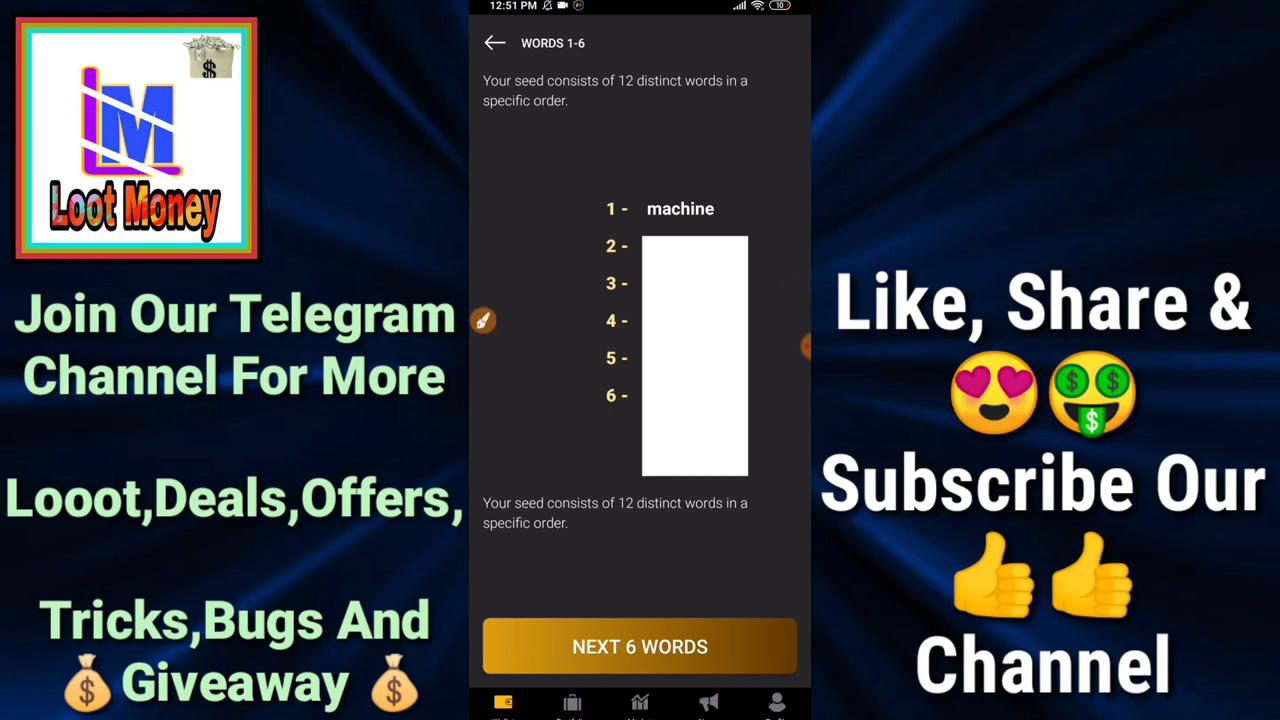 LM
$
Loot Money
Join Our Telegram
Channel For More
Looot,Deals,Offers,
Tricks,Bugs And
Giveaway
12:51 PM
10
WORDS 1-6
Your seed consists of 12 distinct words in a
specific order.
1 - machine
2 -
3 -
4 -
5 -
6 -
Your seed consists of 12 distinct words in a
specific order.
NEXT 6 WORDS
Like, Share &
Subscribe Our
Channel